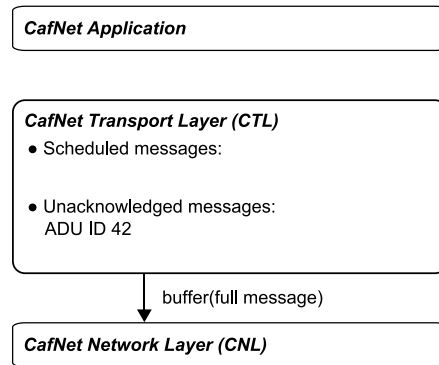 CafNet Application
CafNet Transport Layer (CTL)
● Scheduled messages:
● Unacknowledged messages:
ADU ID 42
buffer(full message)
CafNet Network Layer (CNL)